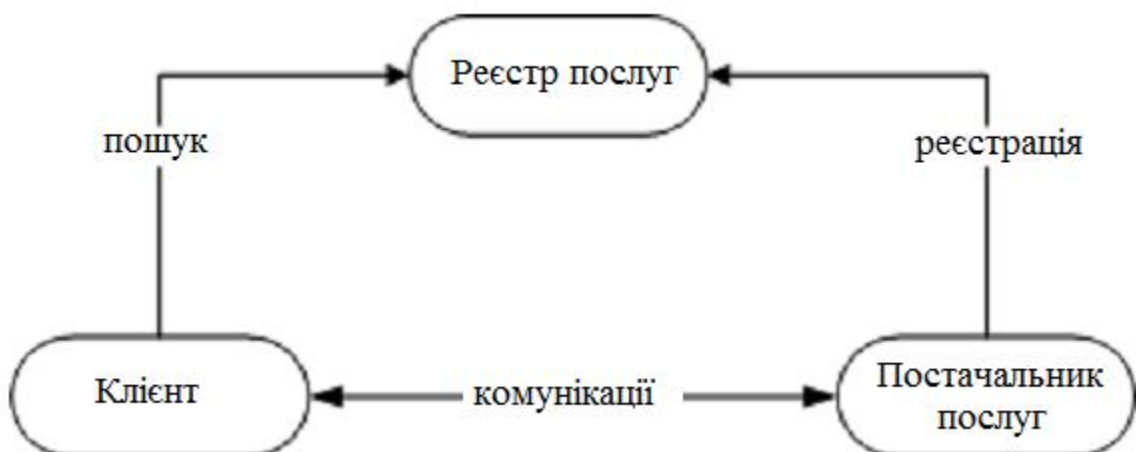 Реєстр послуг
пошук
реєстрація
Клієнт
комунікації
Постачальник
послуг